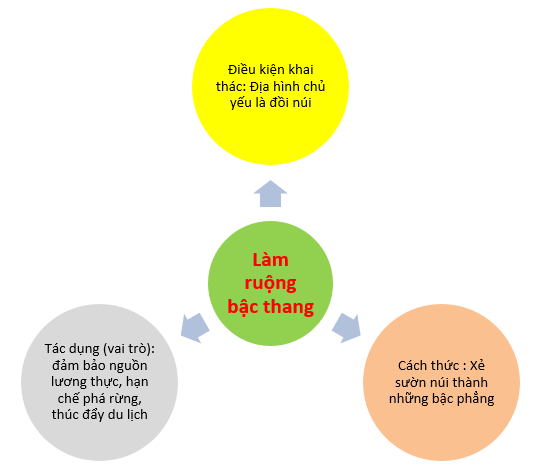 Điều kiện khai
thác: Địa hình chủ
yếu là đồi núi
Làm
ruộng
bậc thang
Tác dụng (vai trò):
đảm bảo nguồn
lương thực, hạn
chế phá rừng,
thúc đẩy du lịch
Cách thức : Xẻ
sườn núi thành
những bậc phẳng